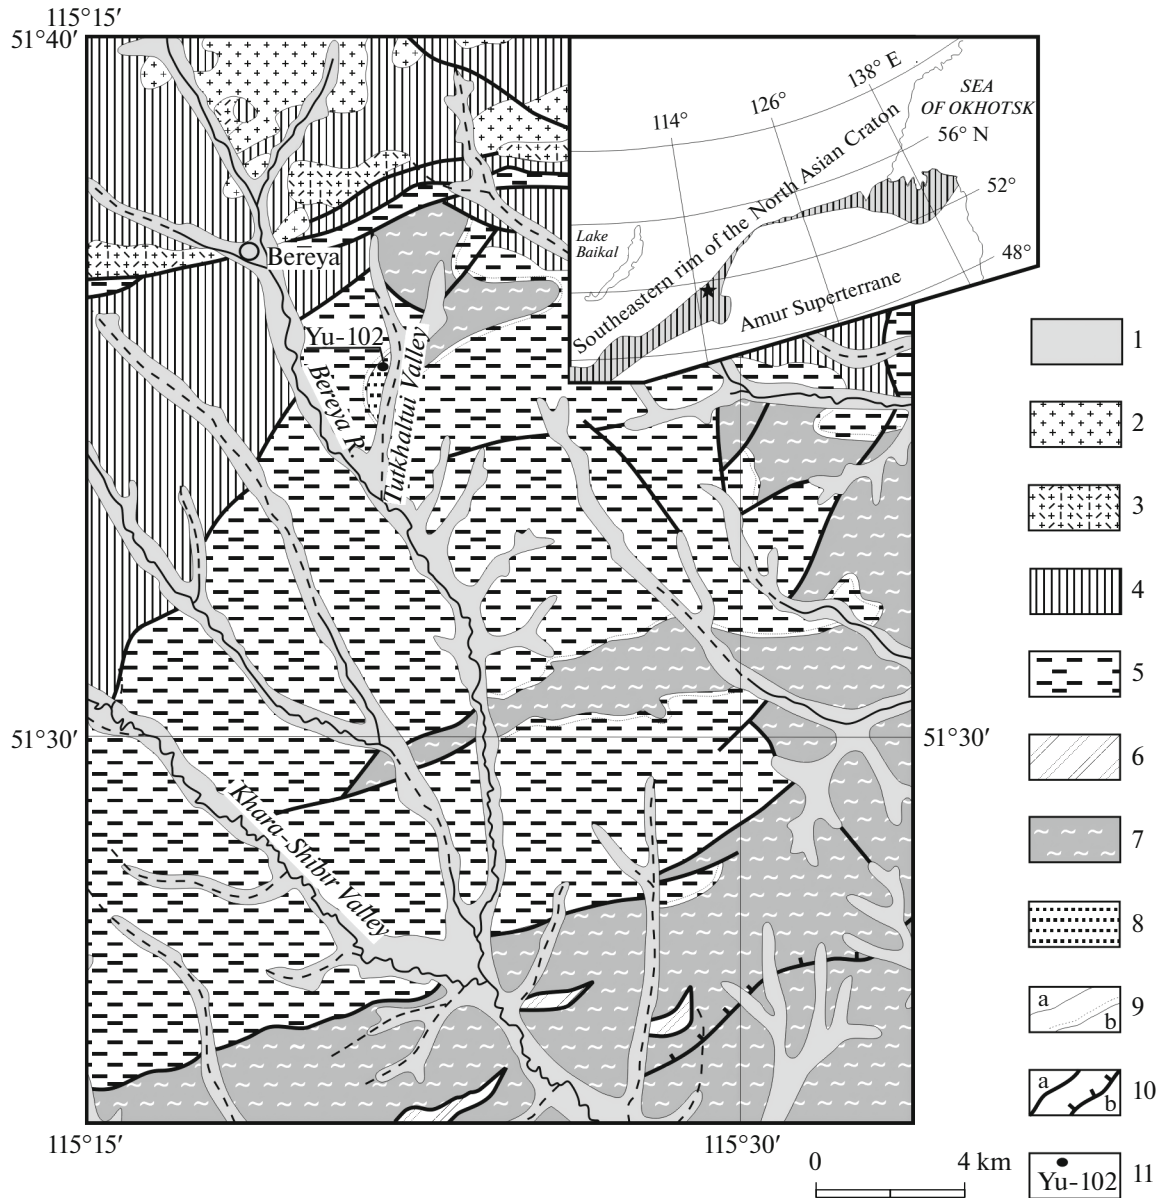 115°15′
51°40′
138° E
SEA
OF OKHOTSK
126°
114°
56° N
52°
48°
Lake
Baikal
Southeastern rim of the North Asian Craton
Amur Superterrane
Bereya
Yu-102
Bereya R.
Tutkhaltui Valley
Khara-Shibir Valley
51°30′
51°30′
115°15′
115°30′
0
4 km
1
2
3
4
5
6
7
8
a
b
9
a
b
10
Yu-102
11